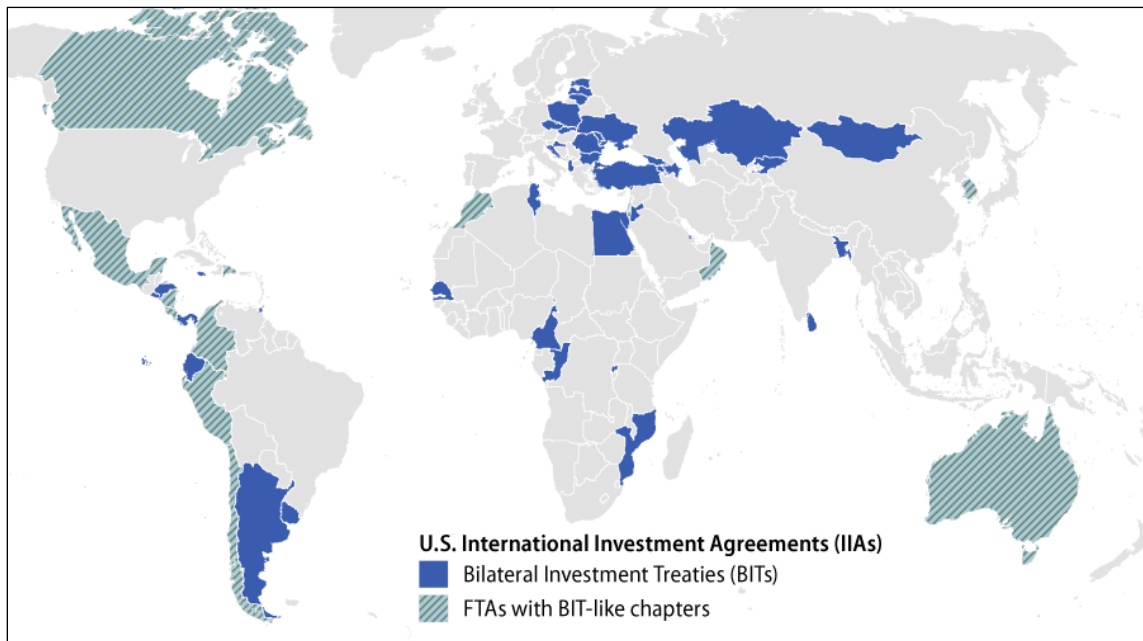 U.S. International Investment Agreements (IIAs)
Bilateral Investment Treaties (BITs)
FTAs with BIT-like chapters